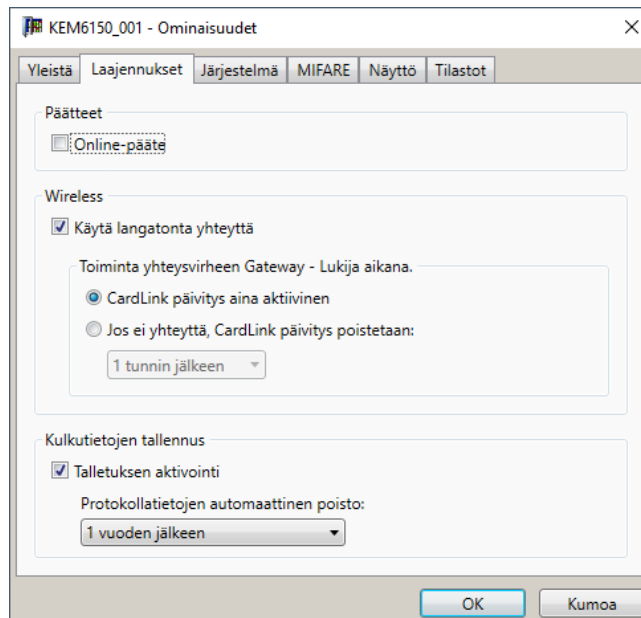 KEM6150_001 - Ominaisuudet
Yleistä Laajennukset Järjestelmä MIFARE Näyttö Tilastot
Päätteet
Online-pääte
Wireless
Käytä langatonta yhteyttä
Toiminta yhteysvirheen Gateway - Lukija aikana.
CardLink päivitys aina aktiivinen
Jos ei yhteyttä, CardLink päivitys poistetaan:
1 tunnin jälkeen
Kulkutietojen tallennus
Talletuksen aktivointi
Protokollatietojen automaattinen poisto:
1 vuoden jälkeen
OK Kumoa